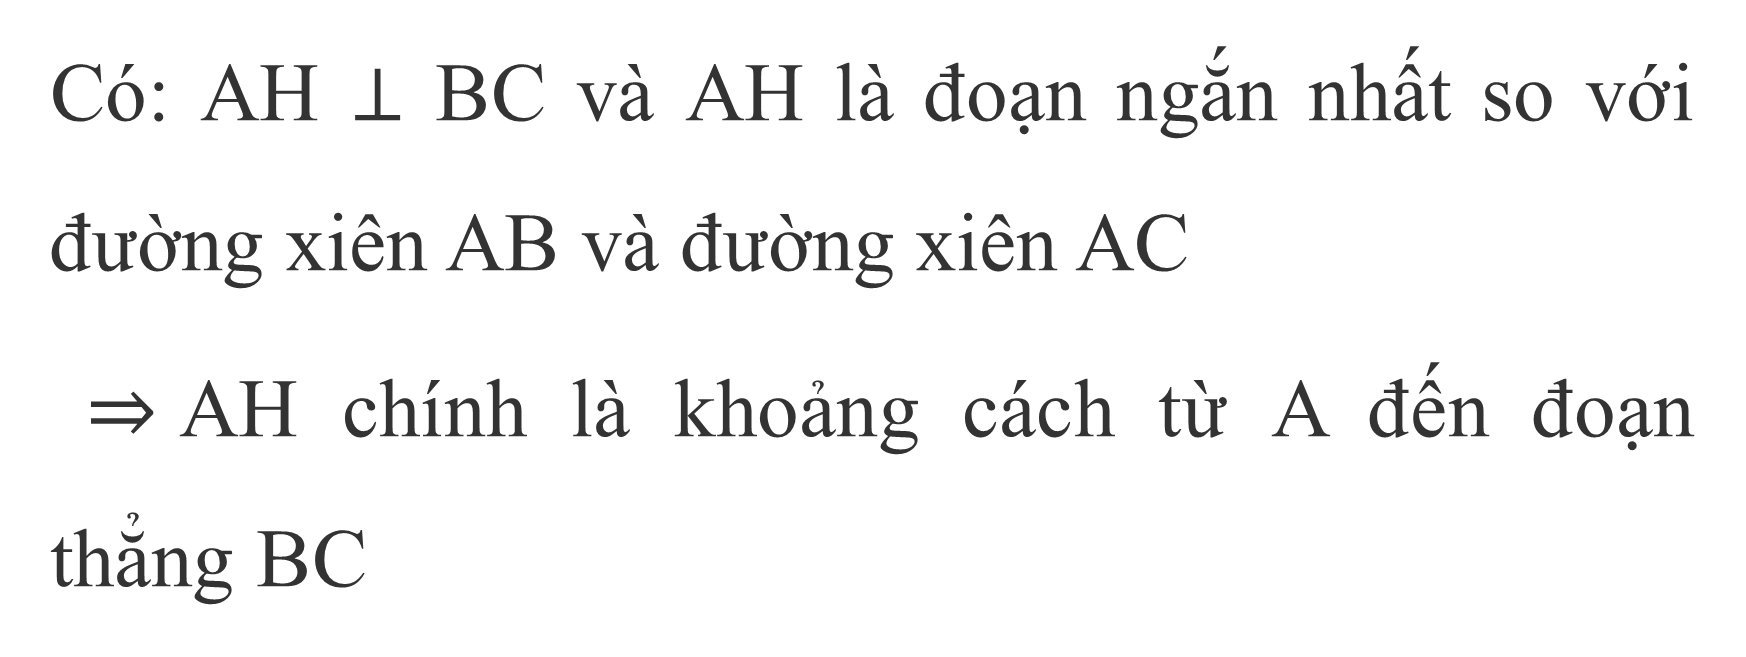 Có: AH ⊥ BC và AH là đoạn ngắn nhất so với
đường xiên AB và đường xiên AC
⇒ AH chính là khoảng cách từ A đến đoạn
thẳng BC